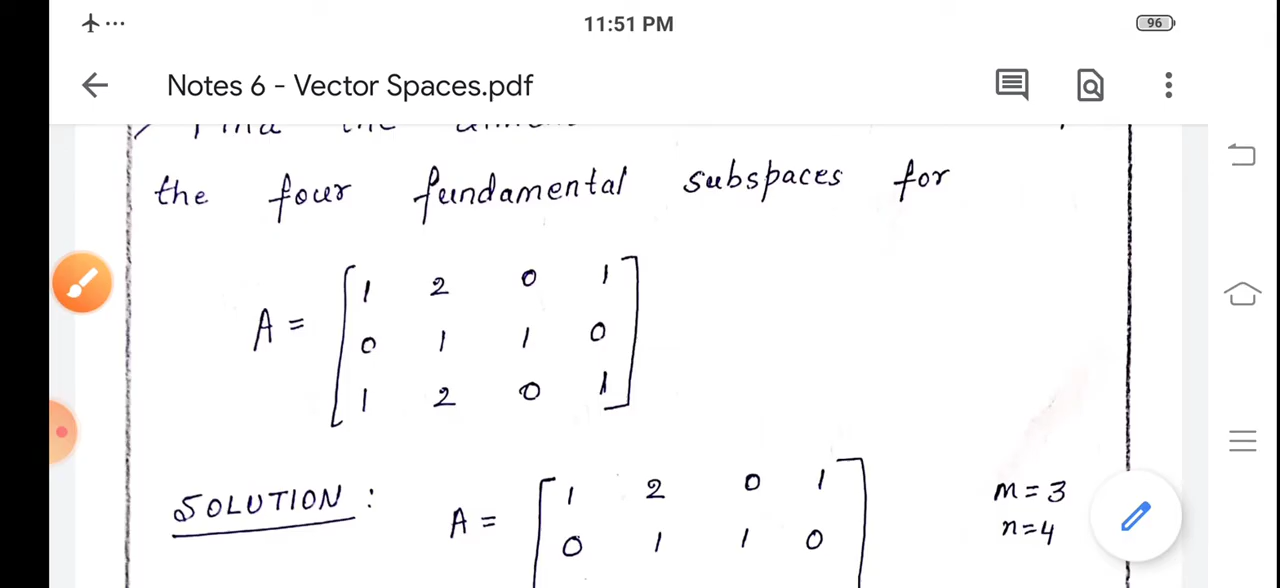 11:51 PM
96
Notes 6 - Vector Spaces.pdf
the four fundamental subspaces for
A = [ 1 2 0 1
0 1 1 0
1 2 0 1 ]
SOLUTION : A = [ 1 2 0 1
0 1 1 0
m = 3
n = 4